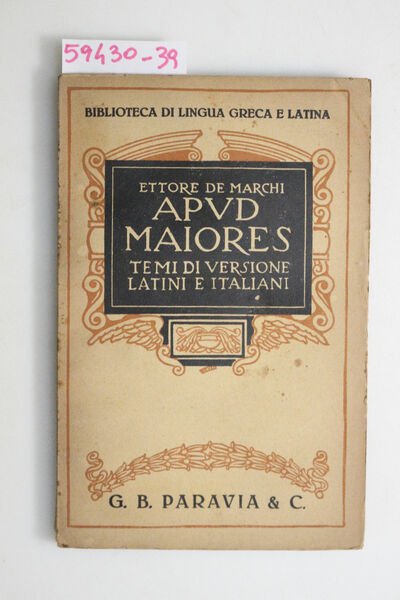 59430-39
BIBLIOTECA DI LINGUA GRECA E LATINA
ETTORE DE MARCHI
APVD
MAIORES
TEMI DI VERSIONE
LATINI E ITALIANI
G. B. PARAVIA & C.